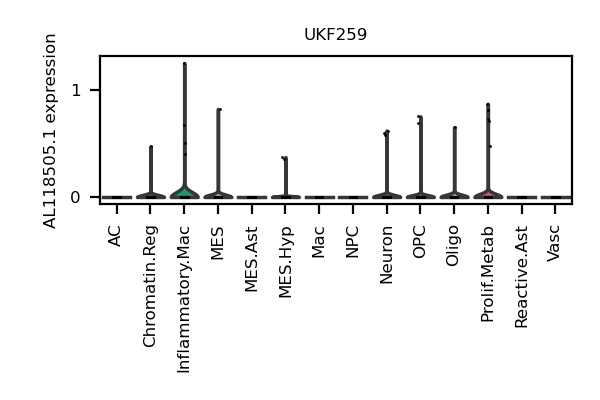 UKF259
AL118505.1 expression
1
0
AC
Chromatin.Reg
Inflammatory.Mac
MES
MES.Ast
MES.Hyp
Mac
NPC
Neuron
OPC
Oligo
Prolif.Metab
Reactive.Ast
Vasc